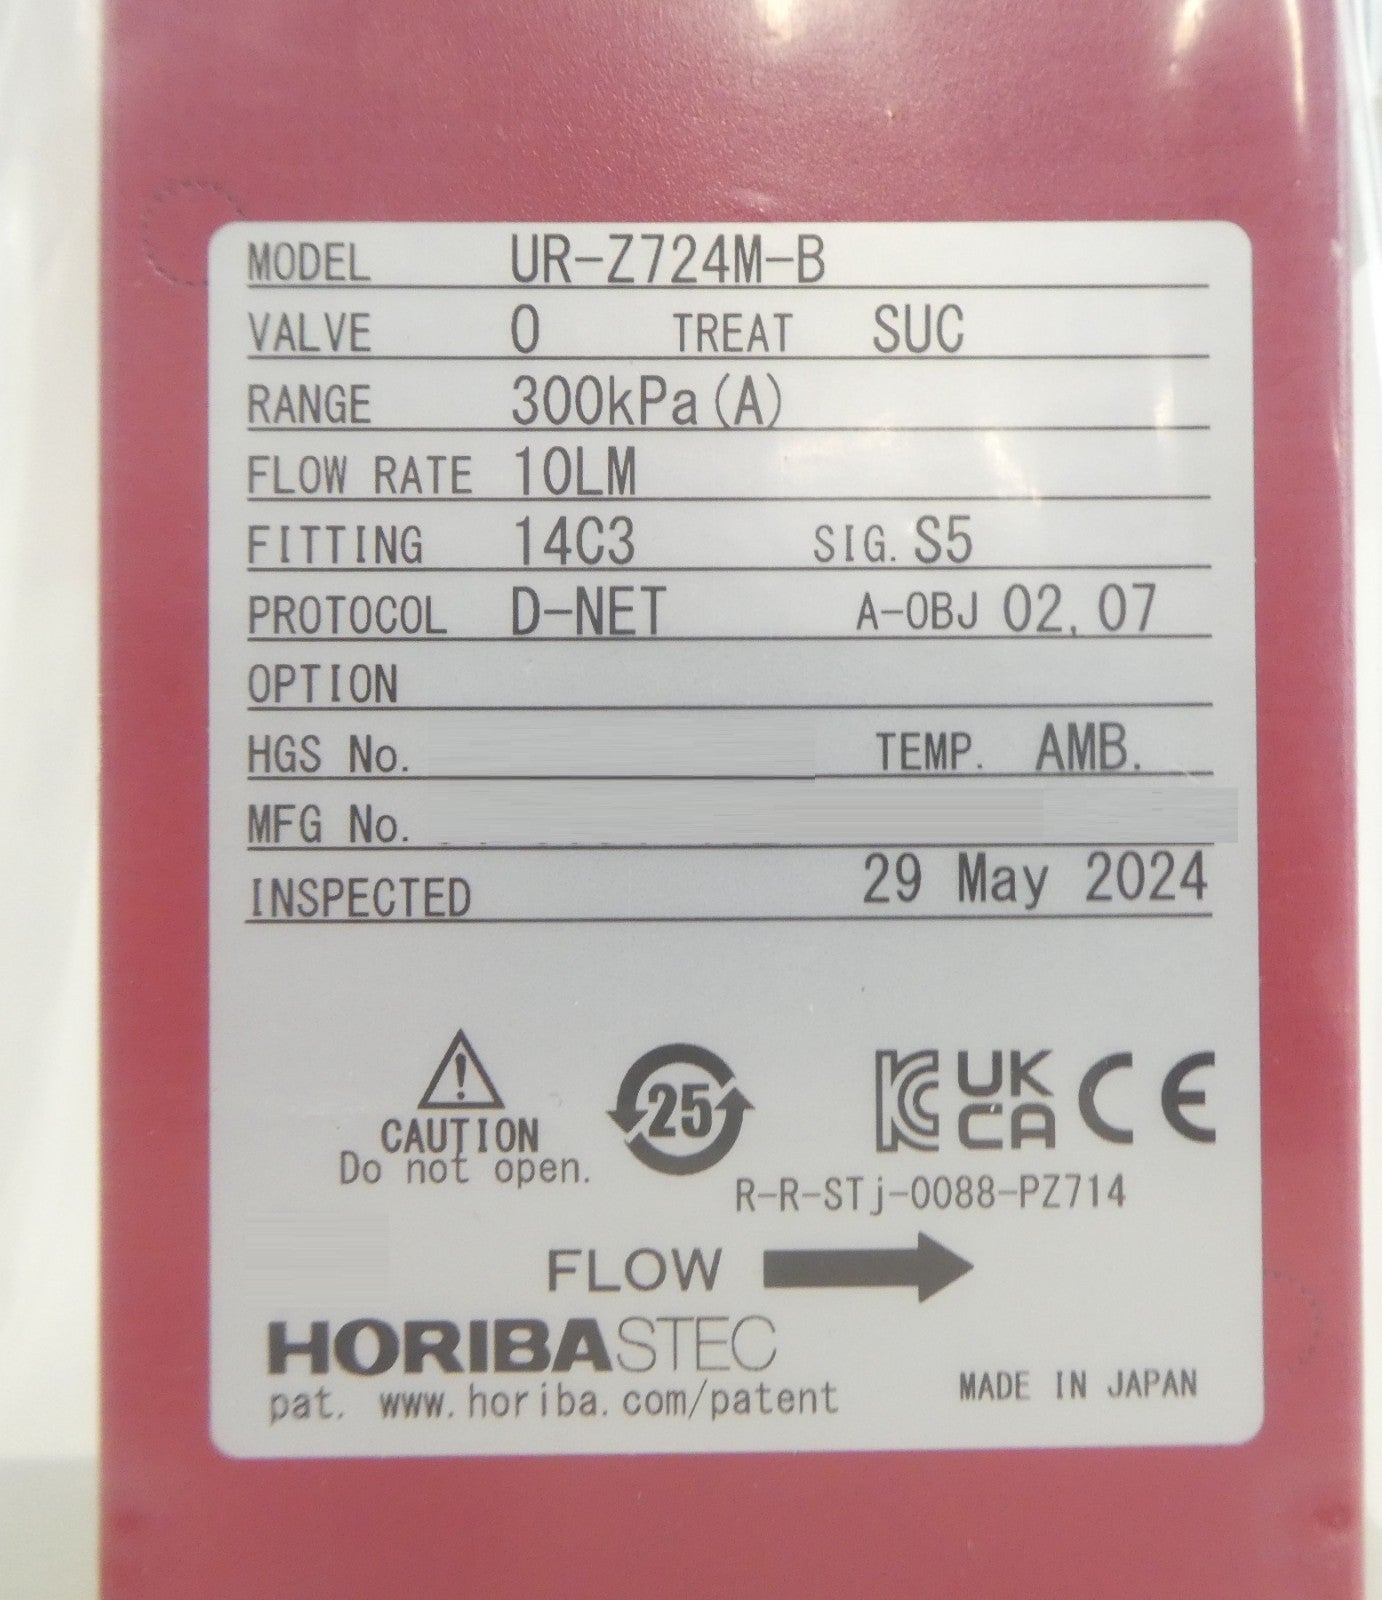 MODEL UR-Z724M-B
VALVE 0 TREAT SUC
RANGE 300kPa(A)
FLOW RATE 10LM
FITTING 14C3 SIG. S5
PROTOCOL D-NET A-OBJ 02, 07
OPTION
HGS No. TEMP. AMB.
MFG No.
INSPECTED 29 May 2024
CAUTION
Do not open.
25
KC UK CA CE
R-R-STj-0088-PZ714
FLOW
HORIBASTEC
pat. www.horiba.com/patent
MADE IN JAPAN